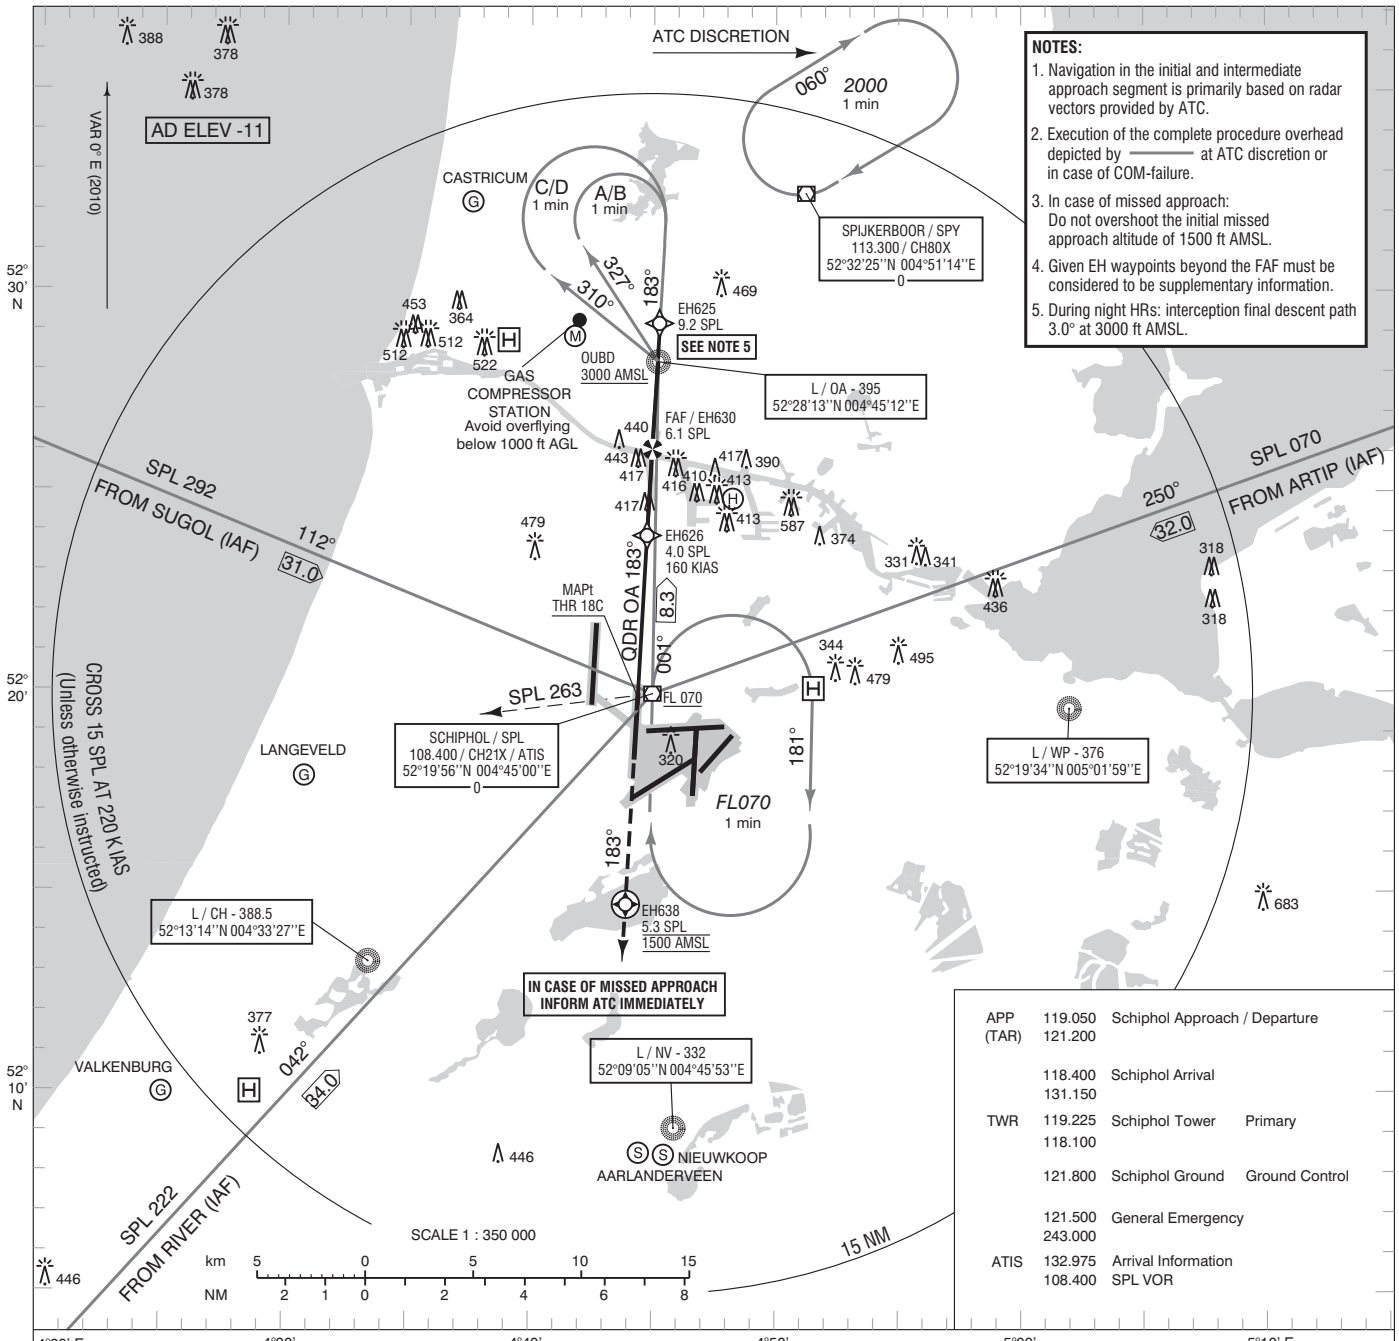 388
378
378
AD ELEV -11
VAR 0° E (2010)
ATC DISCRETION
060°
2000
1 min
NOTES:
1. Navigation in the initial and intermediate
approach segment is primarily based on radar
vectors provided by ATC.
2. Execution of the complete procedure overhead
depicted by at ATC discretion or
in case of COM-failure.
3. In case of missed approach:
Do not overshoot the initial missed
approach altitude of 1500 ft AMSL.
4. Given EH waypoints beyond the FAF must be
considered to be supplementary information.
5. During night HRs: interception final descent path
3.0° at 3000 ft AMSL.
CASTRICUM
G
C/D
1 min
A/B
1 min
SPIJKERBOOR / SPY
113.300 / CH80X
52°32'25''N 004°51'14''E
0
327°
310°
183°
52°
30'
N
469
EH625
9.2 SPL
SEE NOTE 5
453
364
512
512
522
H
M
OUBD
3000 AMSL
GAS
COMPRESSOR
STATION
Avoid overflying
below 1000 ft AGL
L / OA - 395
52°28'13''N 004°45'12''E
FAF / EH630
6.1 SPL
440
443
417
416
410
417
413
390
H
413
587
374
417
EH626
4.0 SPL
160 KIAS
479
331
341
436
318
318
SPL 292
FROM SUGOL (IAF)
112°
31.0
SPL 070
FROM ARTIP (IAF)
250°
32.0
MAPt
THR 18C
QDR OA 183°
8.3
001°
344
479
495
52°
20'
N
SPL 263
FL 070
H
181°
CROSS 15 SPL AT 220 K IAS
(Unless otherwise instructed)
SCHIPHOL / SPL
108.400 / CH21X / ATIS
52°19'56''N 004°45'00''E
0
320
LANGEVELD
G
L / WP - 376
52°19'34''N 005°01'59''E
FL070
1 min
183°
L / CH - 388.5
52°13'14''N 004°33'27''E
EH638
5.3 SPL
1500 AMSL
683
IN CASE OF MISSED APPROACH
INFORM ATC IMMEDIATELY
377
VALKENBURG
G
H
042°
34.0
52°
10'
N
L / NV - 332
52°09'05''N 004°45'53''E
446
S
S
NIEUWKOOP
AARLANDERVEEN
SPL 222
FROM RIVER (IAF)
446
15 NM
SCALE 1 : 350 000
km 5 0 5 10 15
NM 2 1 0 2 4 6 8
APP 119.050 Schiphol Approach / Departure
(TAR) 121.200
118.400 Schiphol Arrival
131.150
TWR 119.225 Schiphol Tower Primary
118.100
121.800 Schiphol Ground Ground Control
121.500 General Emergency
243.000
ATIS 132.975 Arrival Information
108.400 SPL VOR